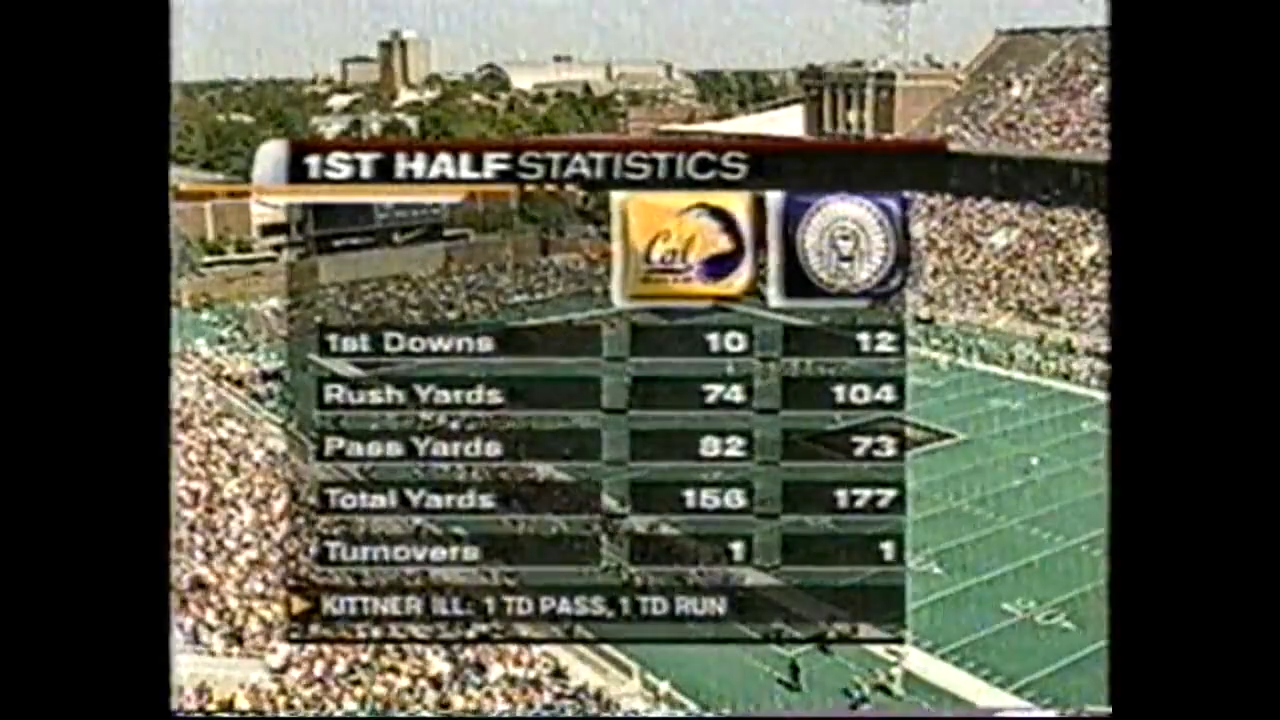 1ST HALF STATISTICS
Cal
1st Downs 10 12
Rush Yards 74 104
Pass Yards 82 73
Total Yards 156 177
Turnovers 1 1
KITTNER ILL: 1 TD PASS, 1 TD RUN